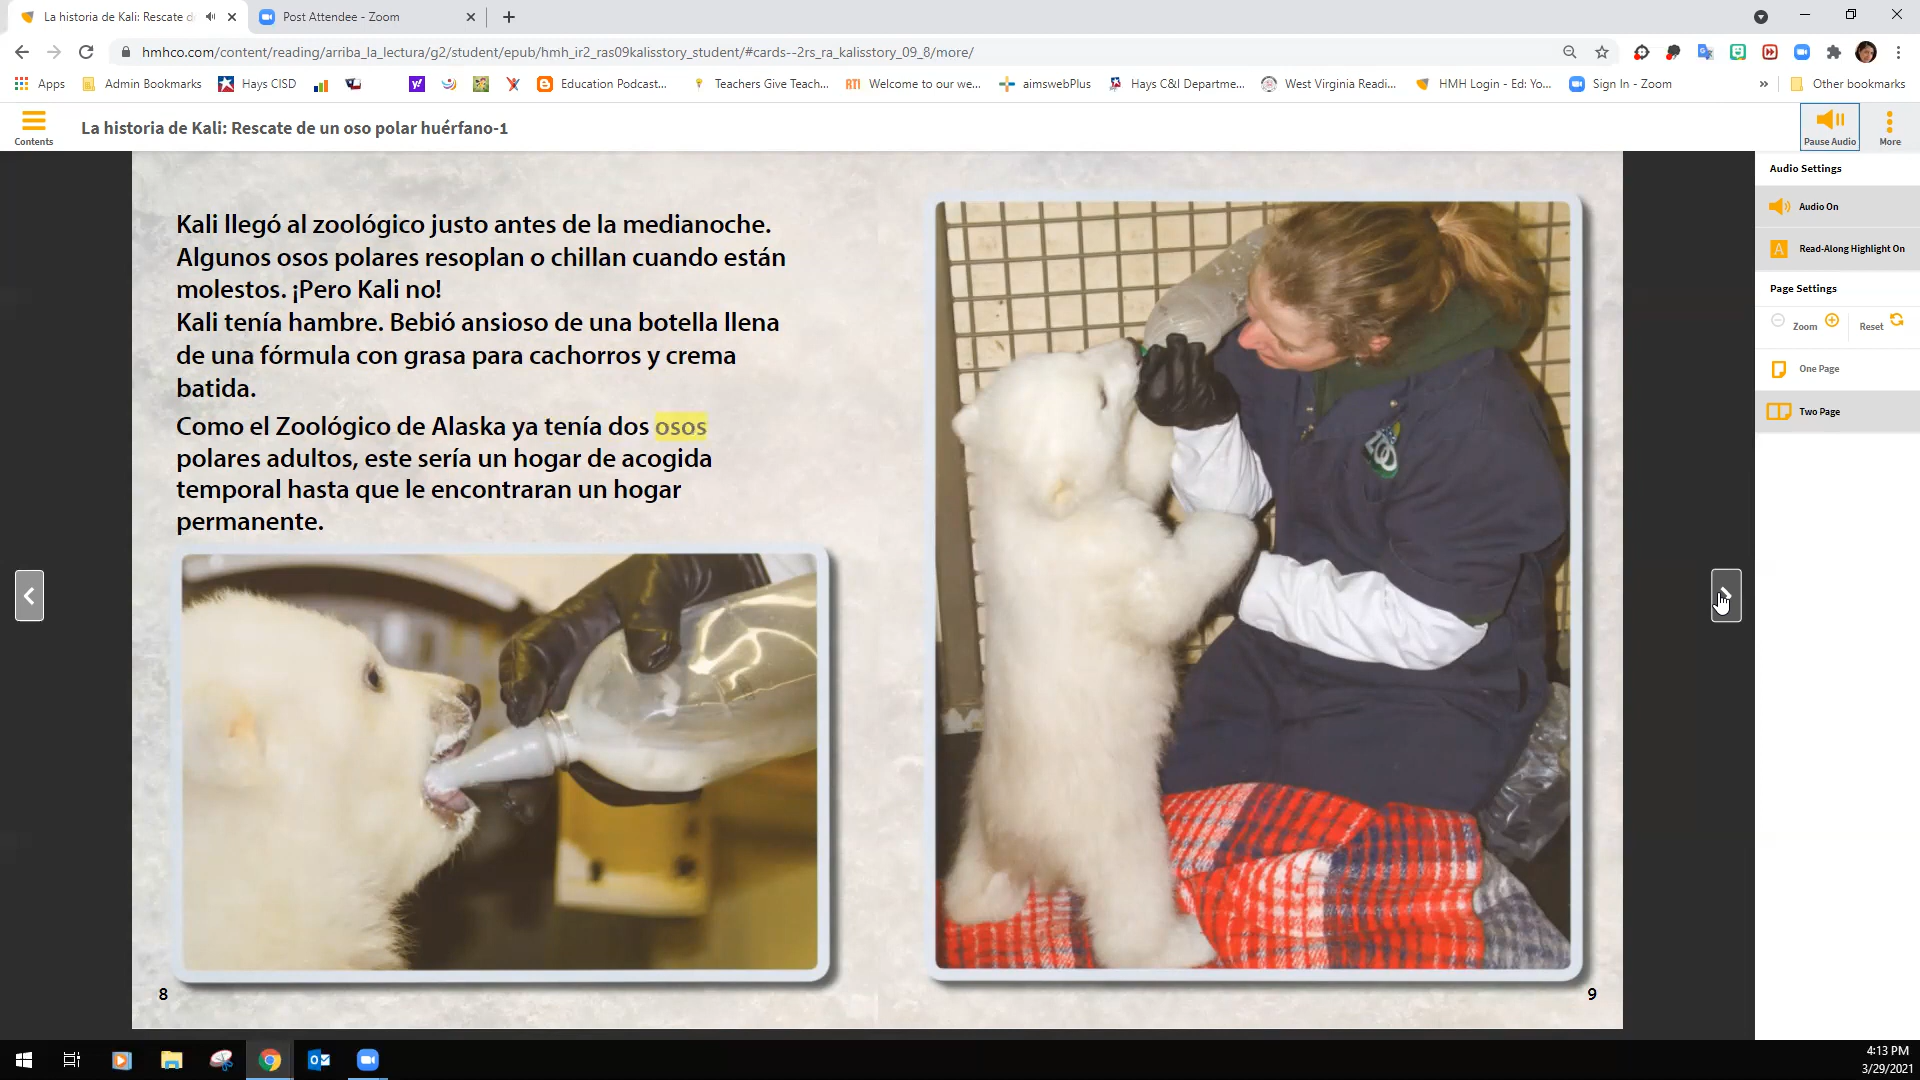 La historia de Kali: Rescate d
Post Attendee - Zoom
hmhco.com/content/reading/arriba_la_lectura/g2/student/epub/hmh_ir2_ras09kalisstory_student/#cards--2rs_ra_kalisstory_09_8/more/
Apps
Admin Bookmarks
Hays CISD
Education Podcast...
Teachers Give Teach...
RTI
Welcome to our we...
aimswebPlus
Hays C&I Departme...
West Virginia Readi...
HMH Login - Ed: Yo...
Sign In - Zoom
»
Other bookmarks
Contents
La historia de Kali: Rescate de un oso polar huérfano-1
Pause Audio
More
Kali llegó al zoológico justo antes de la medianoche.
Algunos osos polares resoplan o chillan cuando están
molestos. ¡Pero Kali no!
Kali tenía hambre. Bebió ansioso de una botella llena
de una fórmula con grasa para cachorros y crema
batida.
Como el Zoológico de Alaska ya tenía dos osos
polares adultos, este sería un hogar de acogida
temporal hasta que le encontraran un hogar
permanente.
8
ZOO
9
Audio Settings
Audio On
A Read-Along Highlight On
Page Settings
Zoom
Reset
One Page
Two Page
4:13 PM
3/29/2021